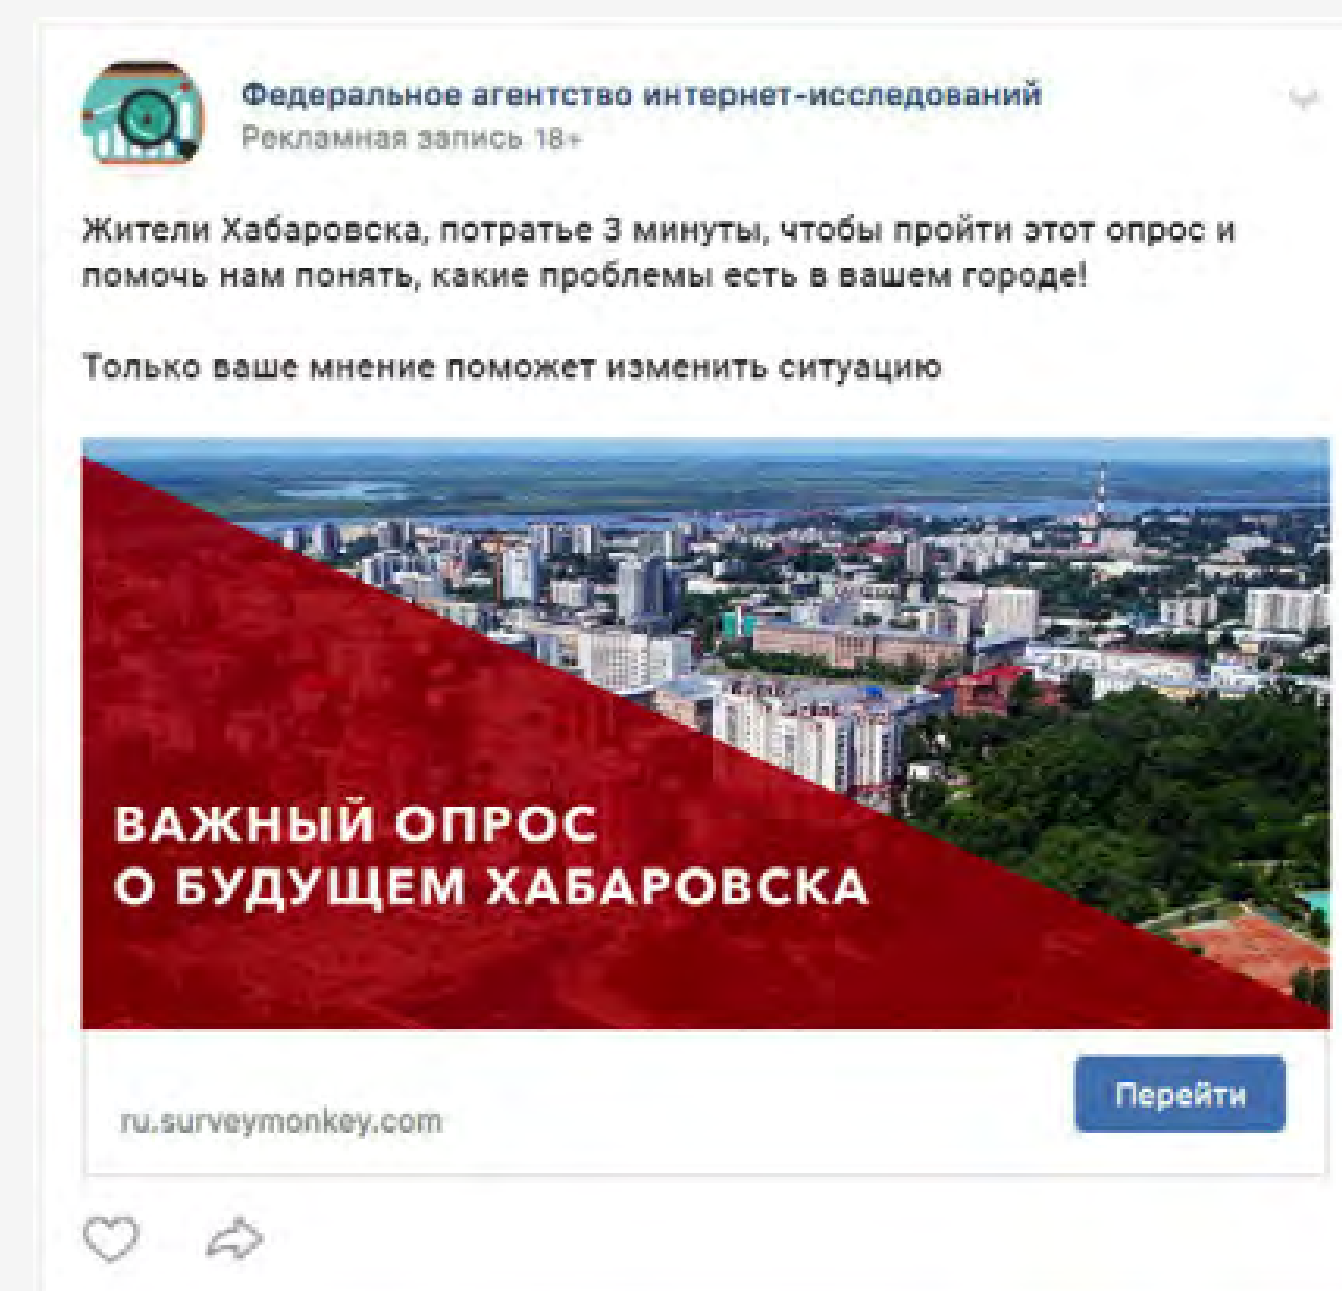 Федеральное агентство интернет-исследований
Рекламная запись 18+
Жители Хабаровска, потратье 3 минуты, чтобы пройти этот опрос и
помочь нам понять, какие проблемы есть в вашем городе!
Только ваше мнение поможет изменить ситуацию
ВАЖНЫЙ ОПРОС
О БУДУЩЕМ ХАБАРОВСКА
Перейти
ru.surveymonkey.com